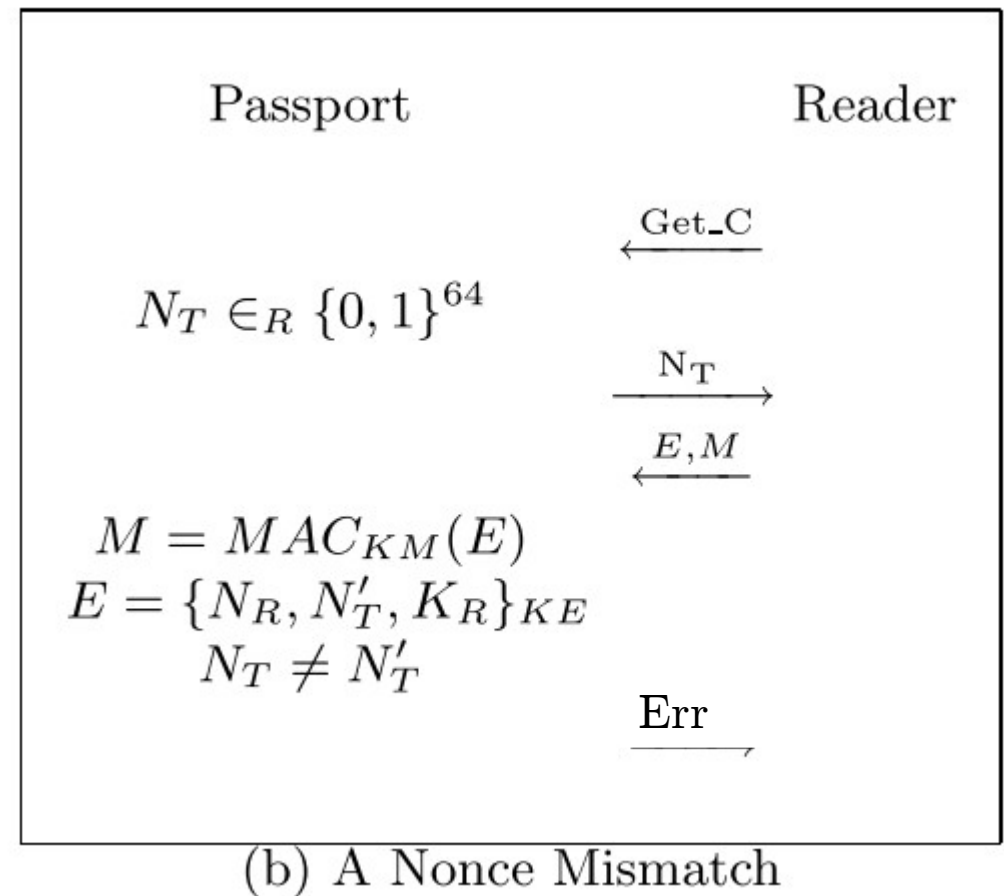 Passport Reader
Get_C
N_T ∈_R {0, 1}^64
N_T
E, M
M = MAC_KM(E)
E = {N_R, N'_T, K_R}_KE
N_T ≠ N'_T
Err
(b) A Nonce Mismatch